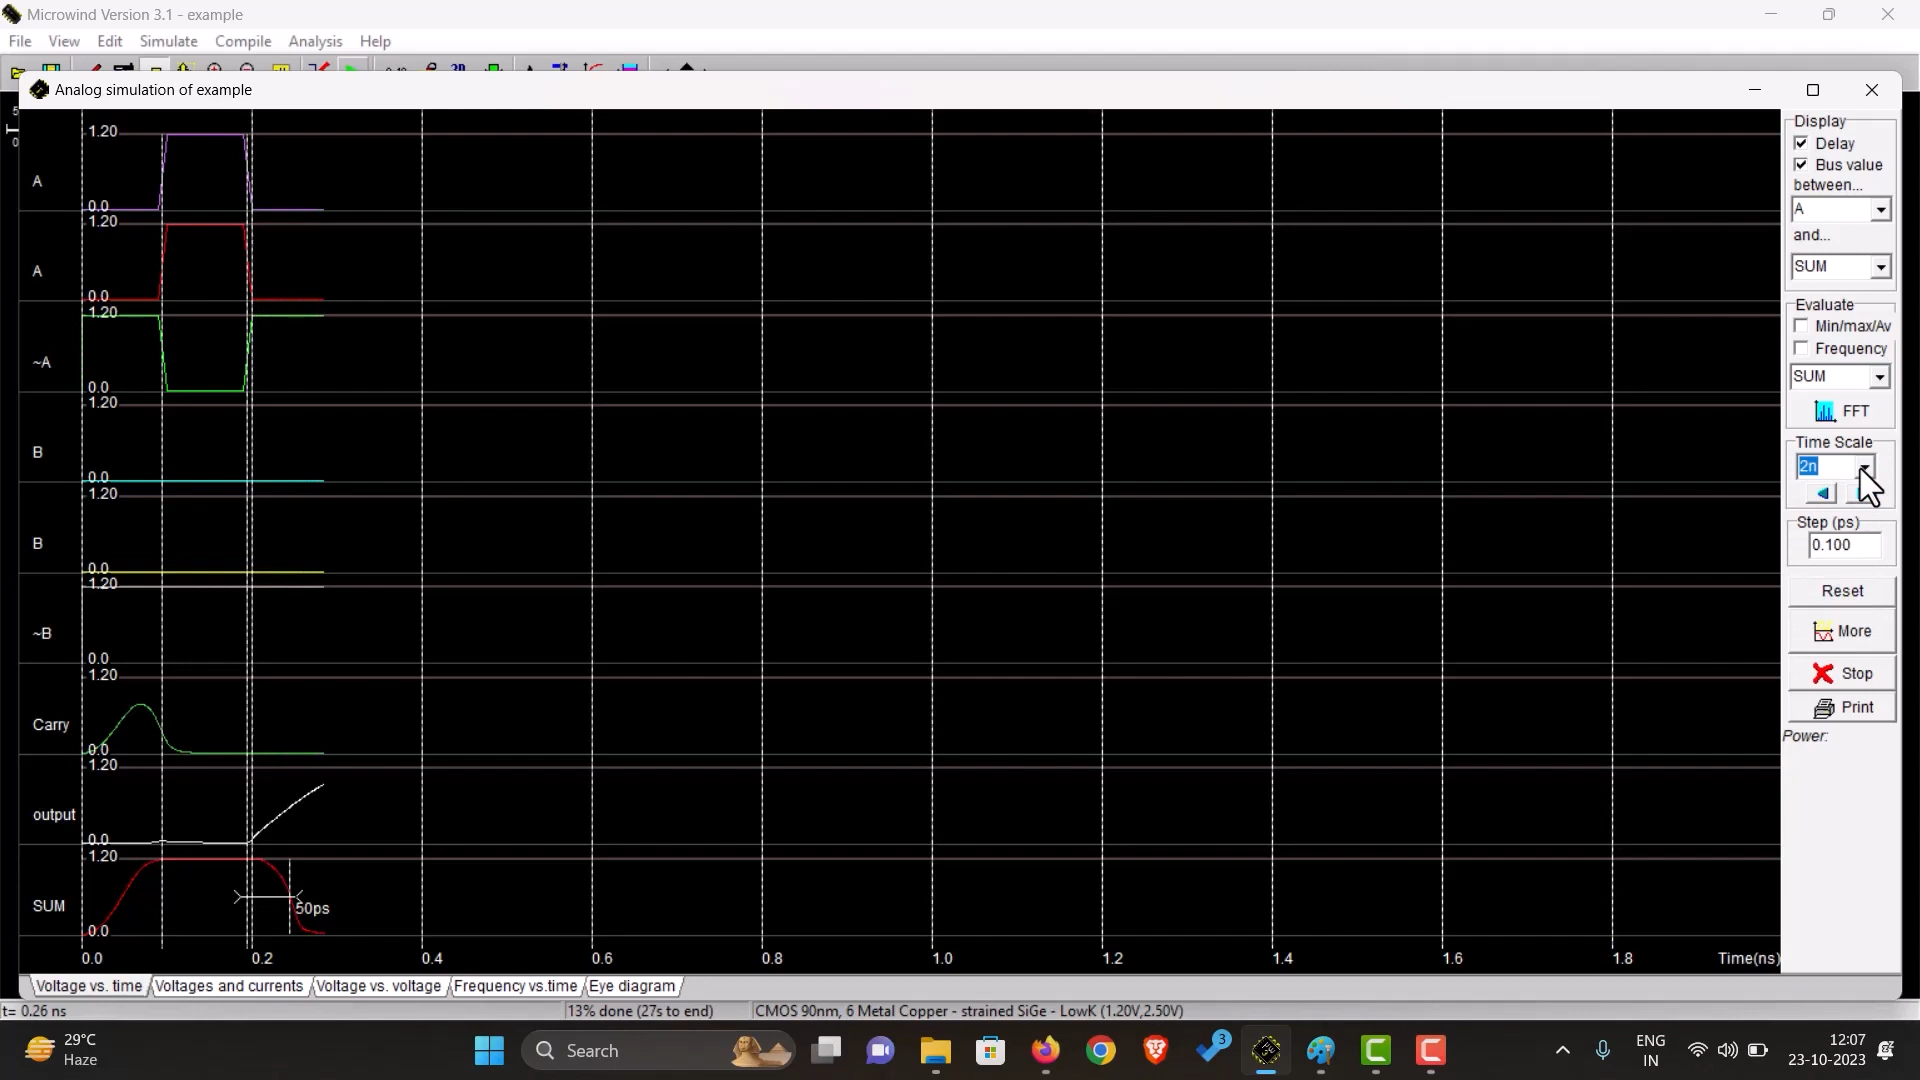 Microwind Version 3.1 - example
File View Edit Simulate Compile Analysis Help
Analog simulation of example
1.20
A
0.0
1.20
A
0.0
1.20
~A
0.0
1.20
B
0.0
1.20
B
0.0
1.20
~B
0.0
1.20
Carry
0.0
1.20
output
0.0
1.20
SUM
50ps
0.0
0.0 0.2 0.4 0.6 0.8 1.0 1.2 1.4 1.6 1.8 Time(ns)
Display
Delay
Bus value
between...
A
and...
SUM
Evaluate
Min/max/Av
Frequency
SUM
FFT
Time Scale
2n
Step (ps)
0.100
Reset
More
Stop
Print
Power:
Voltage vs. time Voltages and currents Voltage vs. voltage Frequency vs.time Eye diagram
t= 0.26 ns 13% done (27s to end) CMOS 90nm, 6 Metal Copper - strained SiGe - LowK (1.20V,2.50V)
29°C
Haze
Search
3
ENG
IN
12:07
23-10-2023